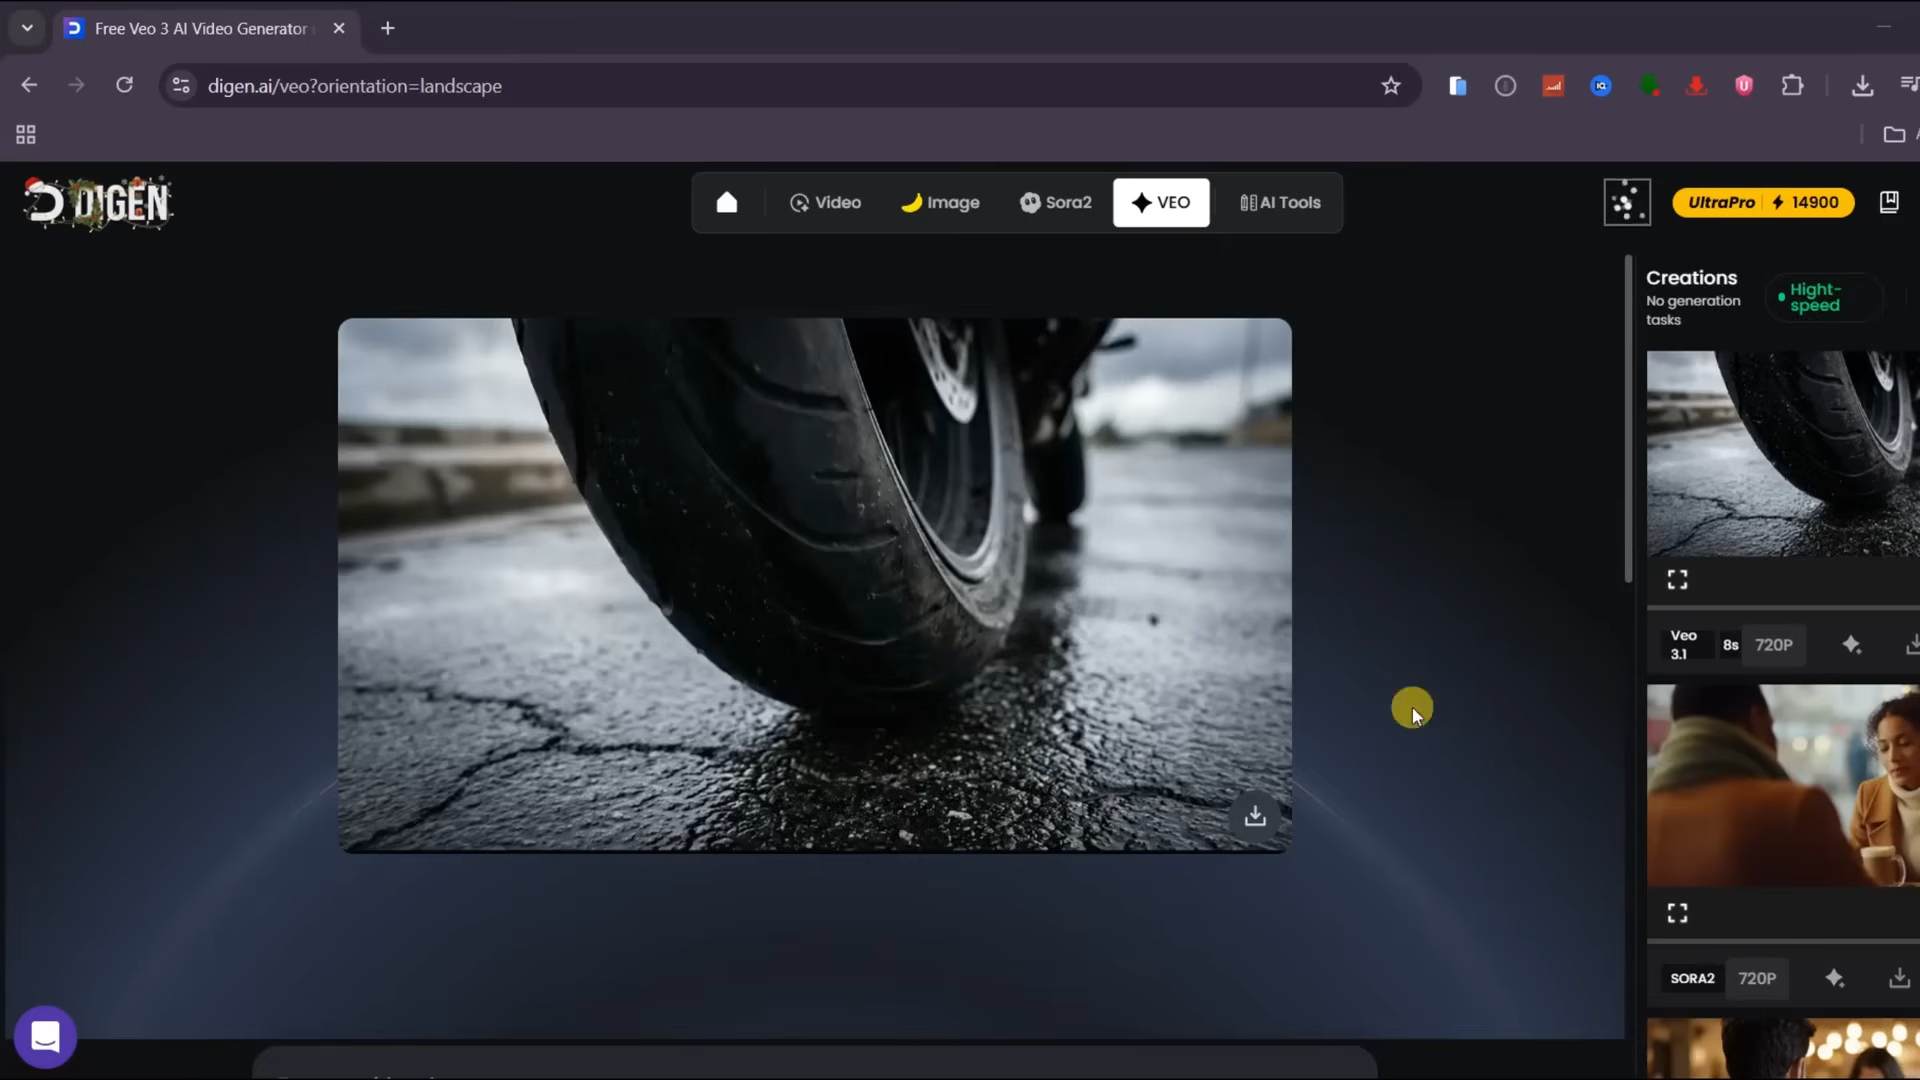 Free Veo 3 AI Video Generator
digen.ai/veo?orientation=landscape
DIGEN
Video
Image
Sora2
VEO
AI Tools
UltraPro
14900
Creations
No generation
tasks
Hight-
speed
Veo
3.1
8s
720P
SORA2
720P